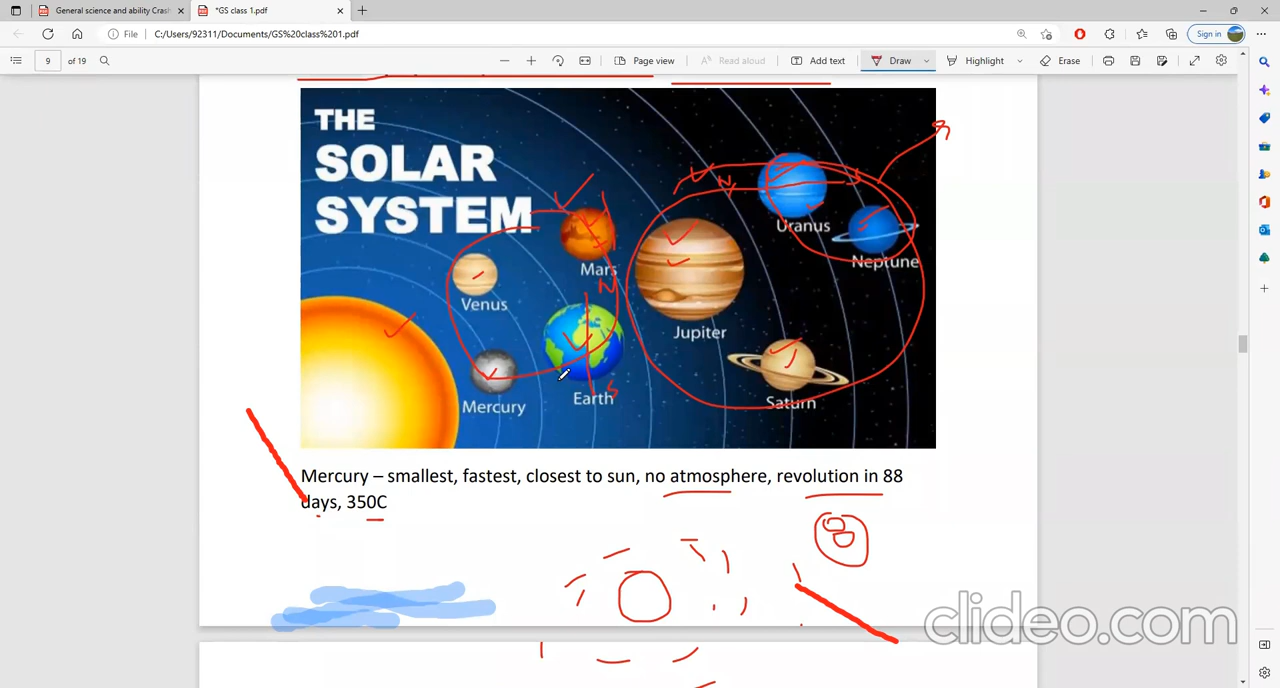 General science and ability Crash
*GS class 1.pdf
File
C:/Users/92311/Documents/GS%20class%201.pdf
Sign in
9 of 19
Page view
Read aloud
Add text
Draw
Highlight
Erase
THE
SOLAR
SYSTEM
Uranus
Neptune
Mars
Venus
Jupiter
Mercury
Earth
Saturn
N
S
Mercury – smallest, fastest, closest to sun, no atmosphere, revolution in 88
days, 350C
clideo.com